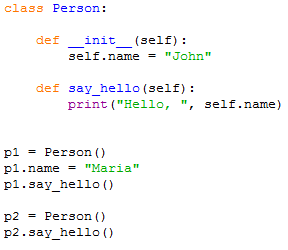 class Person:
    def __init__(self):
        self.name = "John"
    def say_hello(self):
        print("Hello, ", self.name)
p1 = Person()
p1.name = "Maria"
p1.say_hello()
p2 = Person()
p2.say_hello()